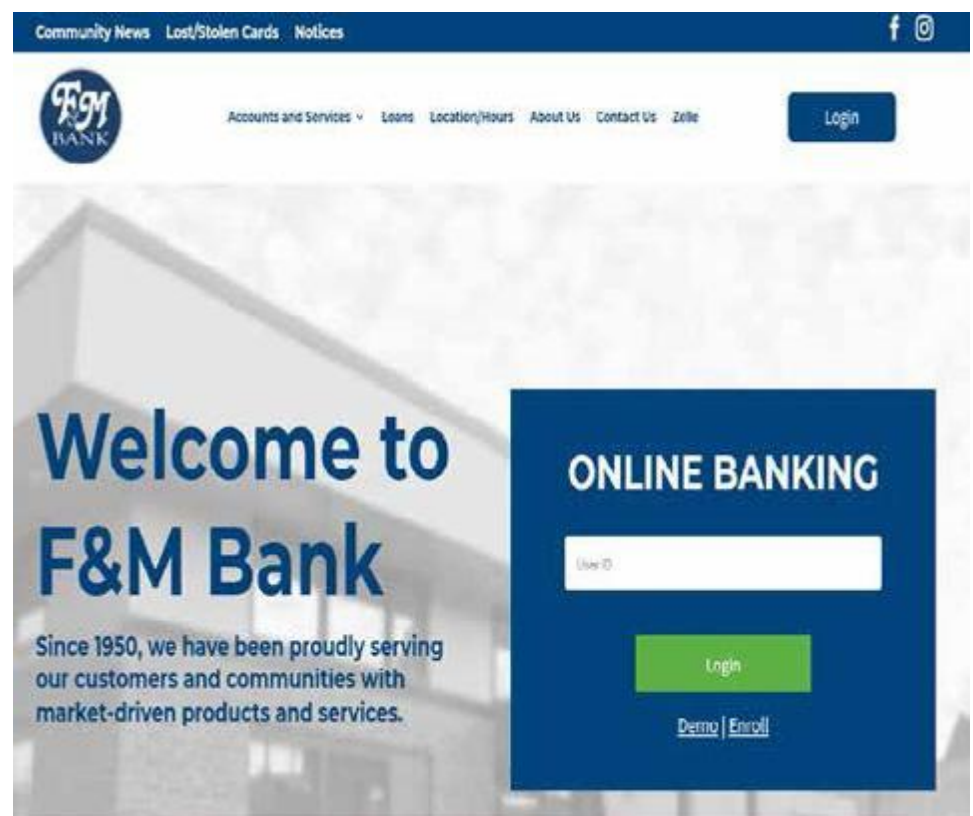 Community News Lost/Stolen Cards Notices
F&M
BANK
Accounts and Services Loans Location/Hours About Us Contact Us Zelle
Login
Welcome to
F&M Bank
Since 1950, we have been proudly serving
our customers and communities with
market-driven products and services.
ONLINE BANKING
User ID
Login
Demo | Enroll